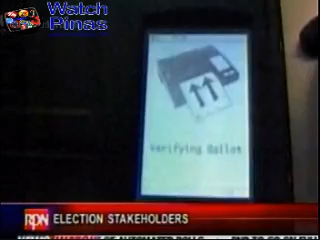 Watch
Pinas
Verifying Ballot
RPN ELECTION STAKEHOLDERS